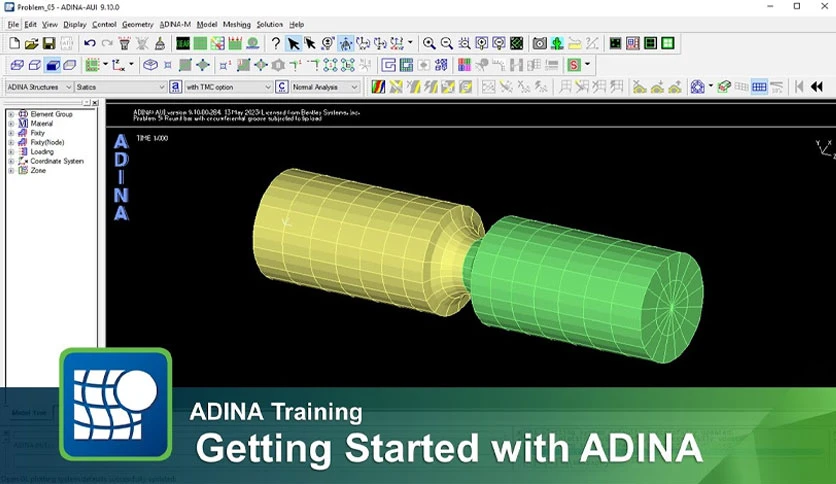 Problem_05 - ADINA-AUI 9.10.0
File Edit View Display Control Geometry ADINA-M Model Meshing Solution Help
ADINA Structures Statics a with TMC option C Normal Analysis
Element Group
Material
Fixity
Fixity(Node)
Loading
Coordinate System
Zone
ADINA-AUI version 9.10.00.284, 13 May 2023: Licensed from Bentley Systems, Inc.
Problem 5: Round bar with circumferential groove subjected to tip load
ADINA
TIME 1.000
Y X
Z
Model Tree
ADINA Training
Getting Started with ADINA